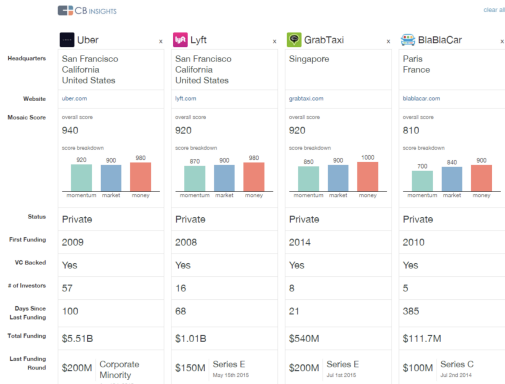 CB INSIGHTS
clear all
Uber x
Lyft x
GrabTaxi x
BlaBlaCar x
Headquarters
San Francisco
California
United States
San Francisco
California
United States
Singapore
Paris
France
Website
uber.com
lyft.com
grabtaxi.com
blablacar.com
Mosaic Score
overall score
940
score breakdown
920 900 980
momentum market money
overall score
920
score breakdown
870 900 980
momentum market money
overall score
920
score breakdown
850 900 1000
momentum market money
overall score
810
score breakdown
700 840 900
momentum market money
Status
Private
Private
Private
Private
First Funding
2009
2008
2014
2010
VC Backed
Yes
Yes
Yes
Yes
# of Investors
57
16
8
5
Days Since
Last Funding
100
68
21
385
Total Funding
$5.51B
$1.01B
$540M
$111.7M
Last Funding
Round
$200M Corporate
Minority
$150M Series E
May 15th 2015
$200M Series E
Jul 1st 2015
$100M Series C
Jul 2nd 2014